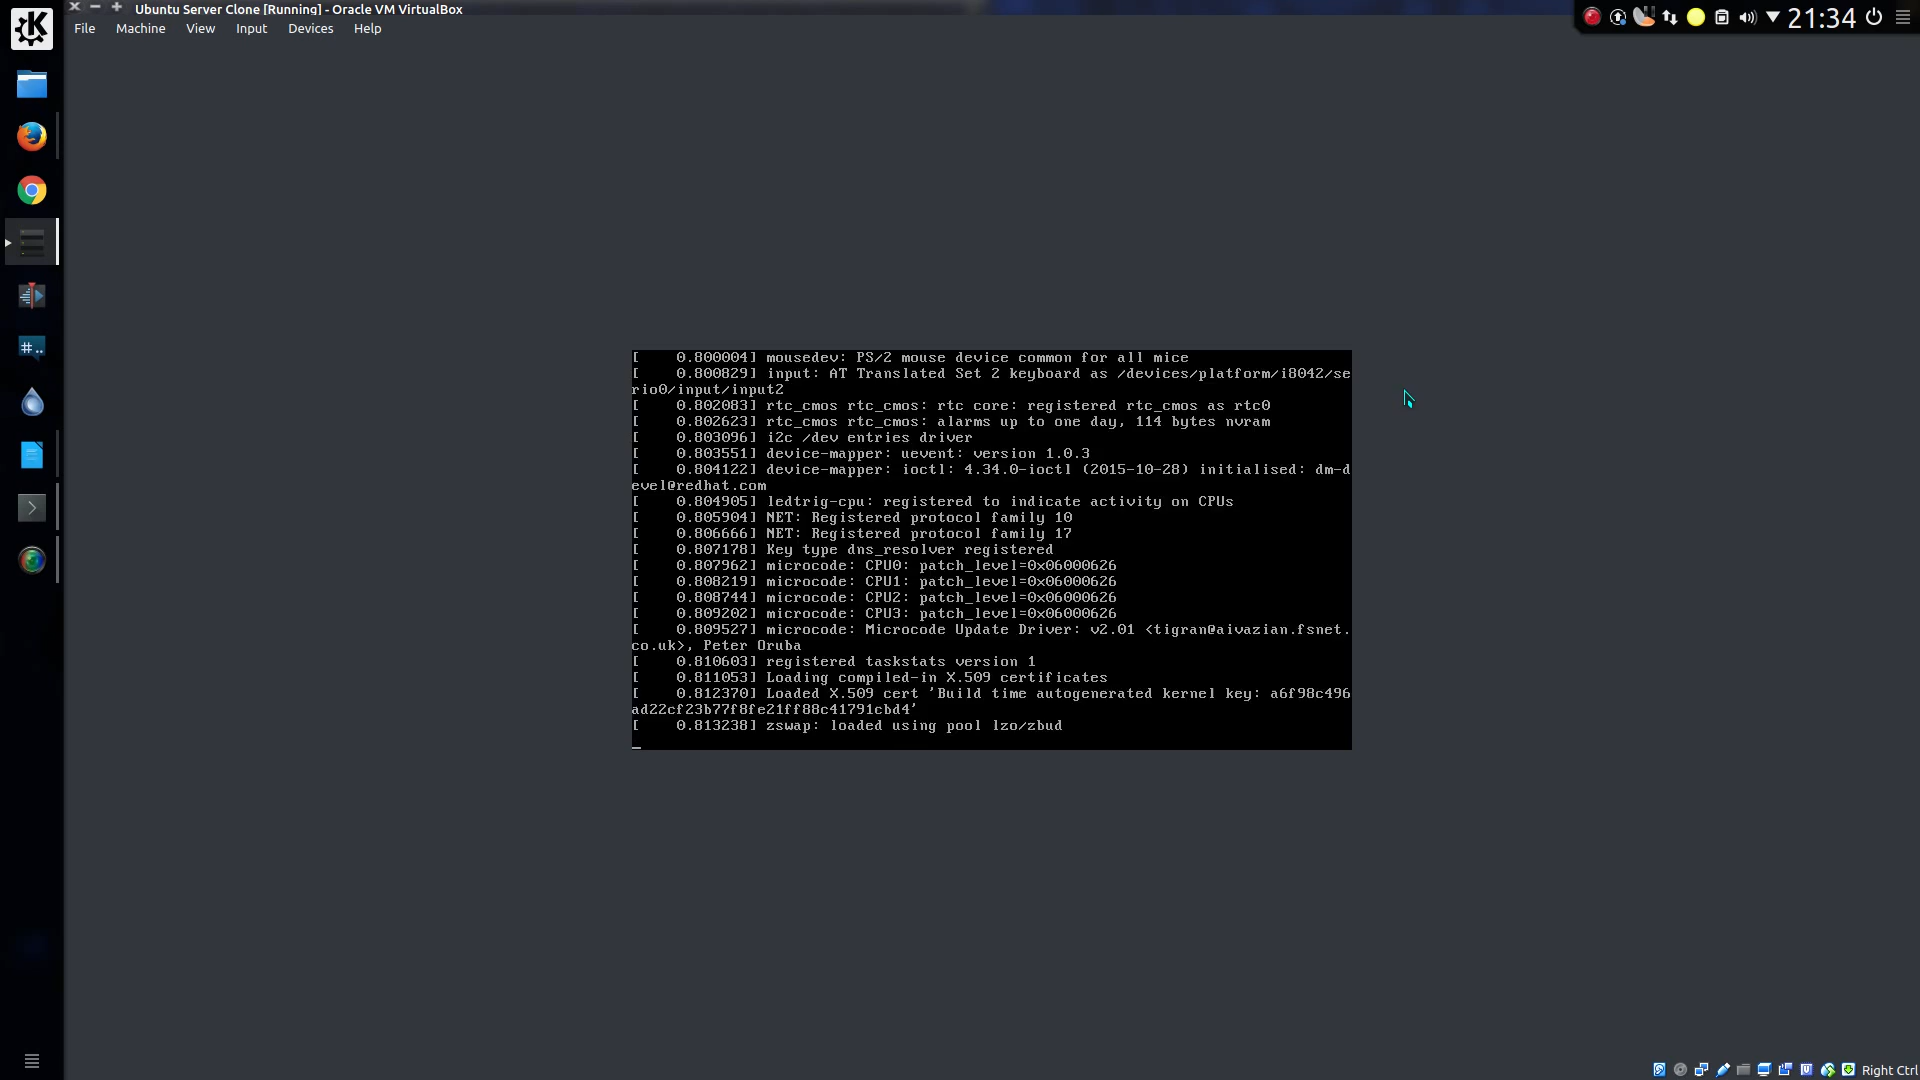 Ubuntu Server Clone [Running] - Oracle VM VirtualBox
21:34
File Machine View Input Devices Help
[    0.800004] mousedev: PS/2 mouse device common for all mice
[    0.800829] input: AT Translated Set 2 keyboard as /devices/platform/i8042/se
rio0/input/input2
[    0.802083] rtc_cmos rtc_cmos: rtc core: registered rtc_cmos as rtc0
[    0.802623] rtc_cmos rtc_cmos: alarms up to one day, 114 bytes nvram
[    0.803096] i2c /dev entries driver
[    0.803551] device-mapper: uevent: version 1.0.3
[    0.804122] device-mapper: ioctl: 4.34.0-ioctl (2015-10-28) initialised: dm-d
evel@redhat.com
[    0.804905] ledtrig-cpu: registered to indicate activity on CPUs
[    0.805904] NET: Registered protocol family 10
[    0.806666] NET: Registered protocol family 17
[    0.807178] Key type dns_resolver registered
[    0.807962] microcode: CPU0: patch_level=0x06000626
[    0.808219] microcode: CPU1: patch_level=0x06000626
[    0.808744] microcode: CPU2: patch_level=0x06000626
[    0.809202] microcode: CPU3: patch_level=0x06000626
[    0.809527] microcode: Microcode Update Driver: v2.01 <tigran@aivazian.fsnet.
co.uk>, Peter Oruba
[    0.810603] registered taskstats version 1
[    0.811053] Loading compiled-in X.509 certificates
[    0.812370] Loaded X.509 cert 'Build time autogenerated kernel key: a6f98c496
ad22cf23b77f8fe21ff88c41791cbd4'
[    0.813238] zswap: loaded using pool lzo/zbud
Right Ctrl